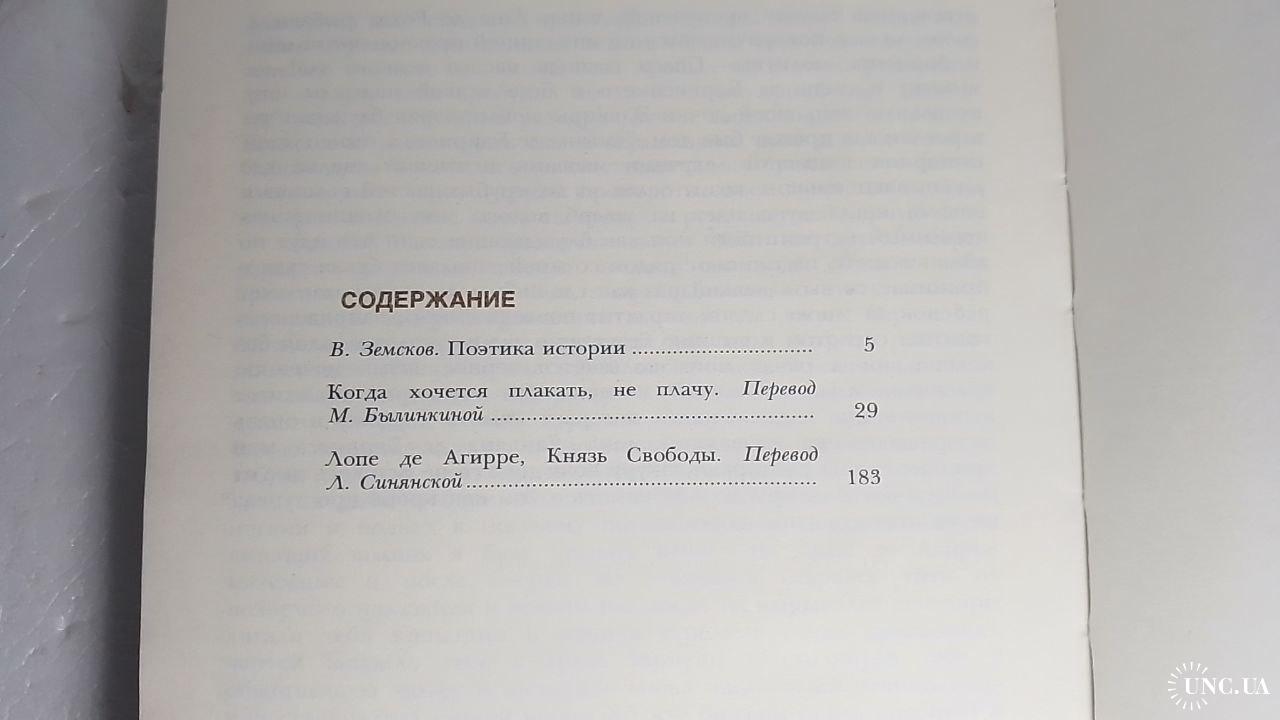 СОДЕРЖАНИЕ
В. Земсков. Поэтика истории ............................... 5
Когда хочется плакать, не плачу. Перевод
М. Былинкиной ....................................................... 29
Лопе де Агирре, Князь Свободы. Перевод
Л. Синянской ........................................................... 183
UNC.UA